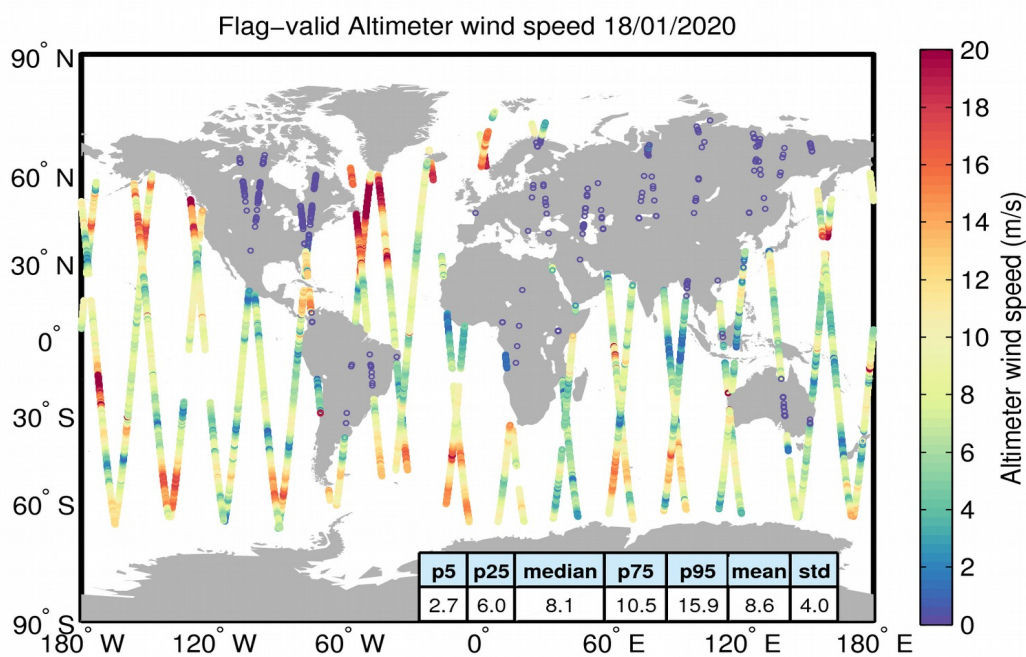 Flag−valid Altimeter wind speed 18/01/2020
90° N
60° N
30° N
0°
30° S
60° S
90° S
180° W
120° W
60° W
0°
60° E
120° E
180° E
p5 p25 median p75 p95 mean std
2.7 6.0 8.1 10.5 15.9 8.6 4.0
20
18
16
14
12
10
8
6
4
2
0
Altimeter wind speed (m/s)